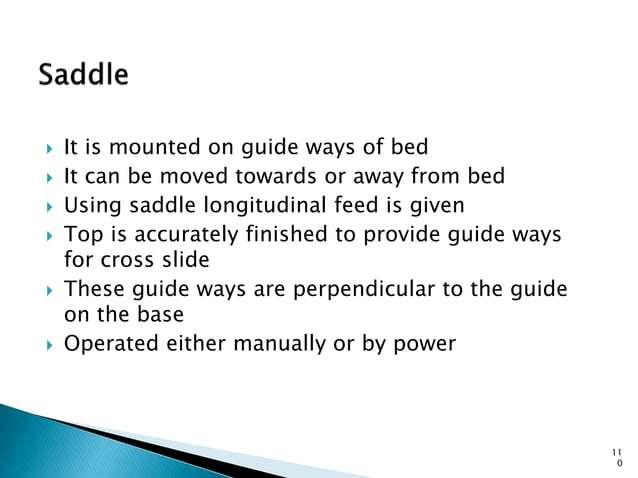 Saddle
It is mounted on guide ways of bed
It can be moved towards or away from bed
Using saddle longitudinal feed is given
Top is accurately finished to provide guide ways
for cross slide
These guide ways are perpendicular to the guide
on the base
Operated either manually or by power
11
0